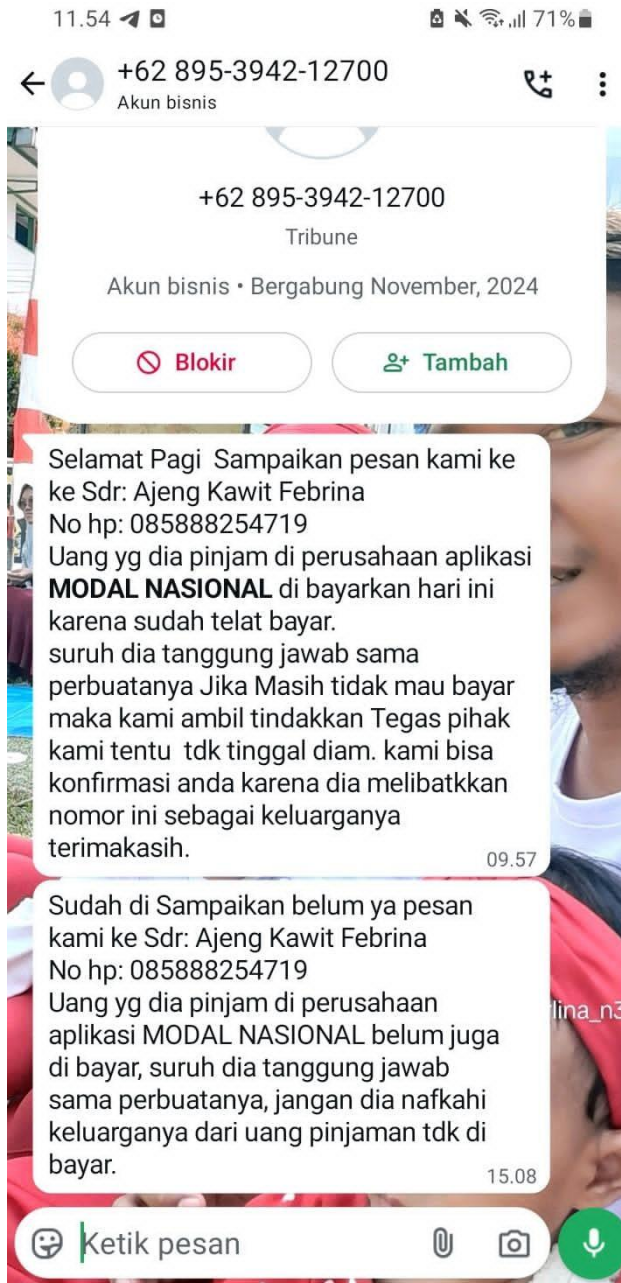 11.54
71%
+62 895-3942-12700
Akun bisnis
+62 895-3942-12700
Tribune
Akun bisnis • Bergabung November, 2024
Blokir
Tambah
Selamat Pagi  Sampaikan pesan kami ke
ke Sdr: Ajeng Kawit Febrina
No hp: 085888254719
Uang yg dia pinjam di perusahaan aplikasi
MODAL NASIONAL di bayarkan hari ini
karena sudah telat bayar.
suruh dia tanggung jawab sama
perbuatanya Jika Masih tidak mau bayar
maka kami ambil tindakkan Tegas pihak
kami tentu  tdk tinggal diam. kami bisa
konfirmasi anda karena dia melibatkkan
nomor ini sebagai keluarganya
terimakasih.
09.57
Sudah di Sampaikan belum ya pesan
kami ke Sdr: Ajeng Kawit Febrina
No hp: 085888254719
Uang yg dia pinjam di perusahaan
aplikasi MODAL NASIONAL belum juga
di bayar, suruh dia tanggung jawab
sama perbuatanya, jangan dia nafkahi
keluarganya dari uang pinjaman tdk di
bayar.
15.08
Ketik pesan